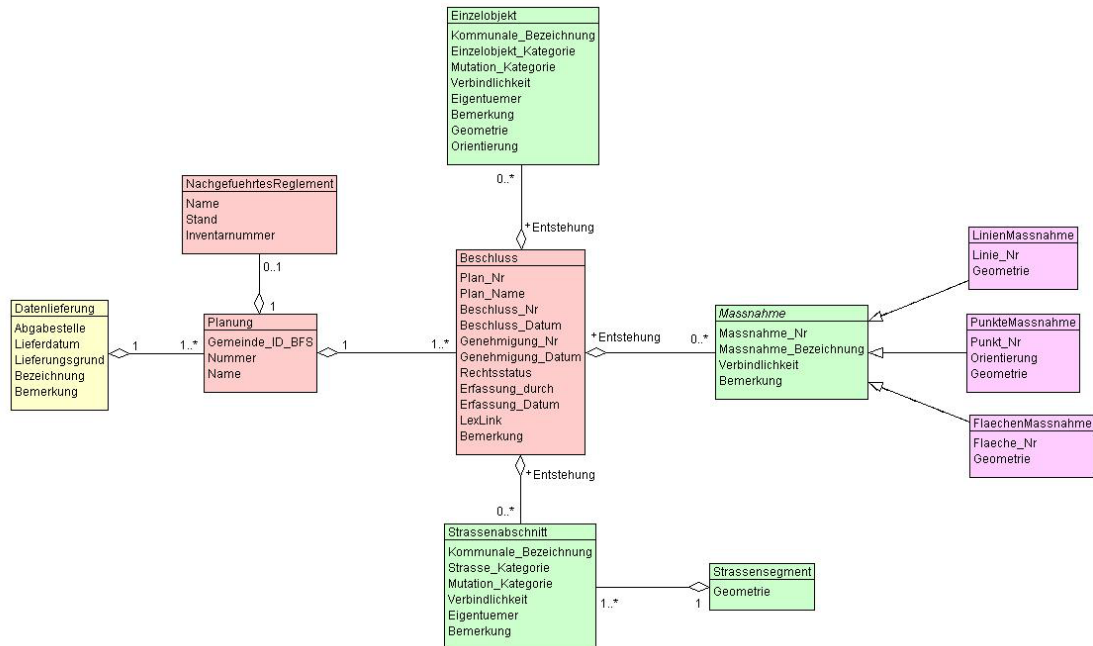 Einzelobjekt
Kommunale_Bezeichnung
Einzelobjekt_Kategorie
Mutation_Kategorie
Verbindlichkeit
Eigentuemer
Bemerkung
Geometrie
Orientierung
0..*
*Entstehung
NachgefuehrtesReglement
Name
Stand
Inventarnummer
0..1
1
Datenlieferung
Abgabestelle
Lieferdatum
Lieferungsgrund
Bezeichnung
Bemerkung
1
1..*
Planung
Gemeinde_ID_BFS
Nummer
Name
1
1..*
Beschluss
Plan_Nr
Plan_Name
Beschluss_Nr
Beschluss_Datum
Genehmigung_Nr
Genehmigung_Datum
Rechtsstatus
Erfassung_durch
Erfassung_Datum
LexLink
Bemerkung
*Entstehung
0..*
Massnahme
Massnahme_Nr
Massnahme_Bezeichnung
Verbindlichkeit
Bemerkung
LinienMassnahme
Linie_Nr
Geometrie
PunkteMassnahme
Punkt_Nr
Orientierung
Geometrie
FlaechenMassnahme
Flaeche_Nr
Geometrie
*Entstehung
0..*
Strassenabschnitt
Kommunale_Bezeichnung
Strasse_Kategorie
Mutation_Kategorie
Verbindlichkeit
Eigentuemer
Bemerkung
1..*
1
Strassensegment
Geometrie